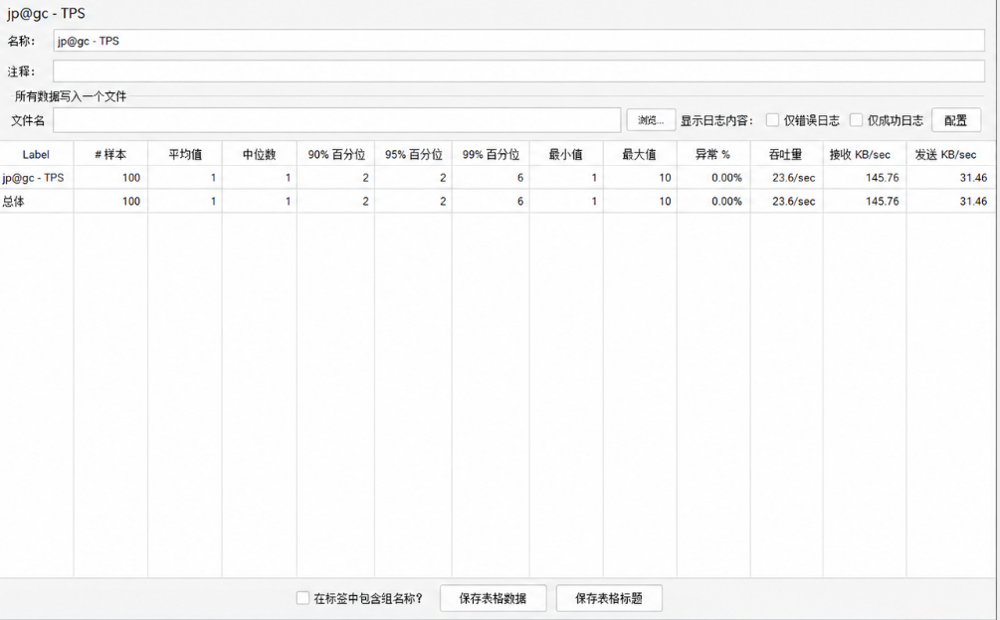 jp@gc - TPS
名称： jp@gc - TPS
注释：
所有数据写入一个文件
文件名 浏览... 显示日志内容： 仅错误日志 仅成功日志 配置
Label # 样本 平均值 中位数 90% 百分位 95% 百分位 99% 百分位 最小值 最大值 异常 % 吞吐量 接收 KB/sec 发送 KB/sec
jp@gc - TPS 100 1 1 2 2 6 1 10 0.00% 23.6/sec 145.76 31.46
总体 100 1 1 2 2 6 1 10 0.00% 23.6/sec 145.76 31.46
在标签中包含组名称? 保存表格数据 保存表格标题